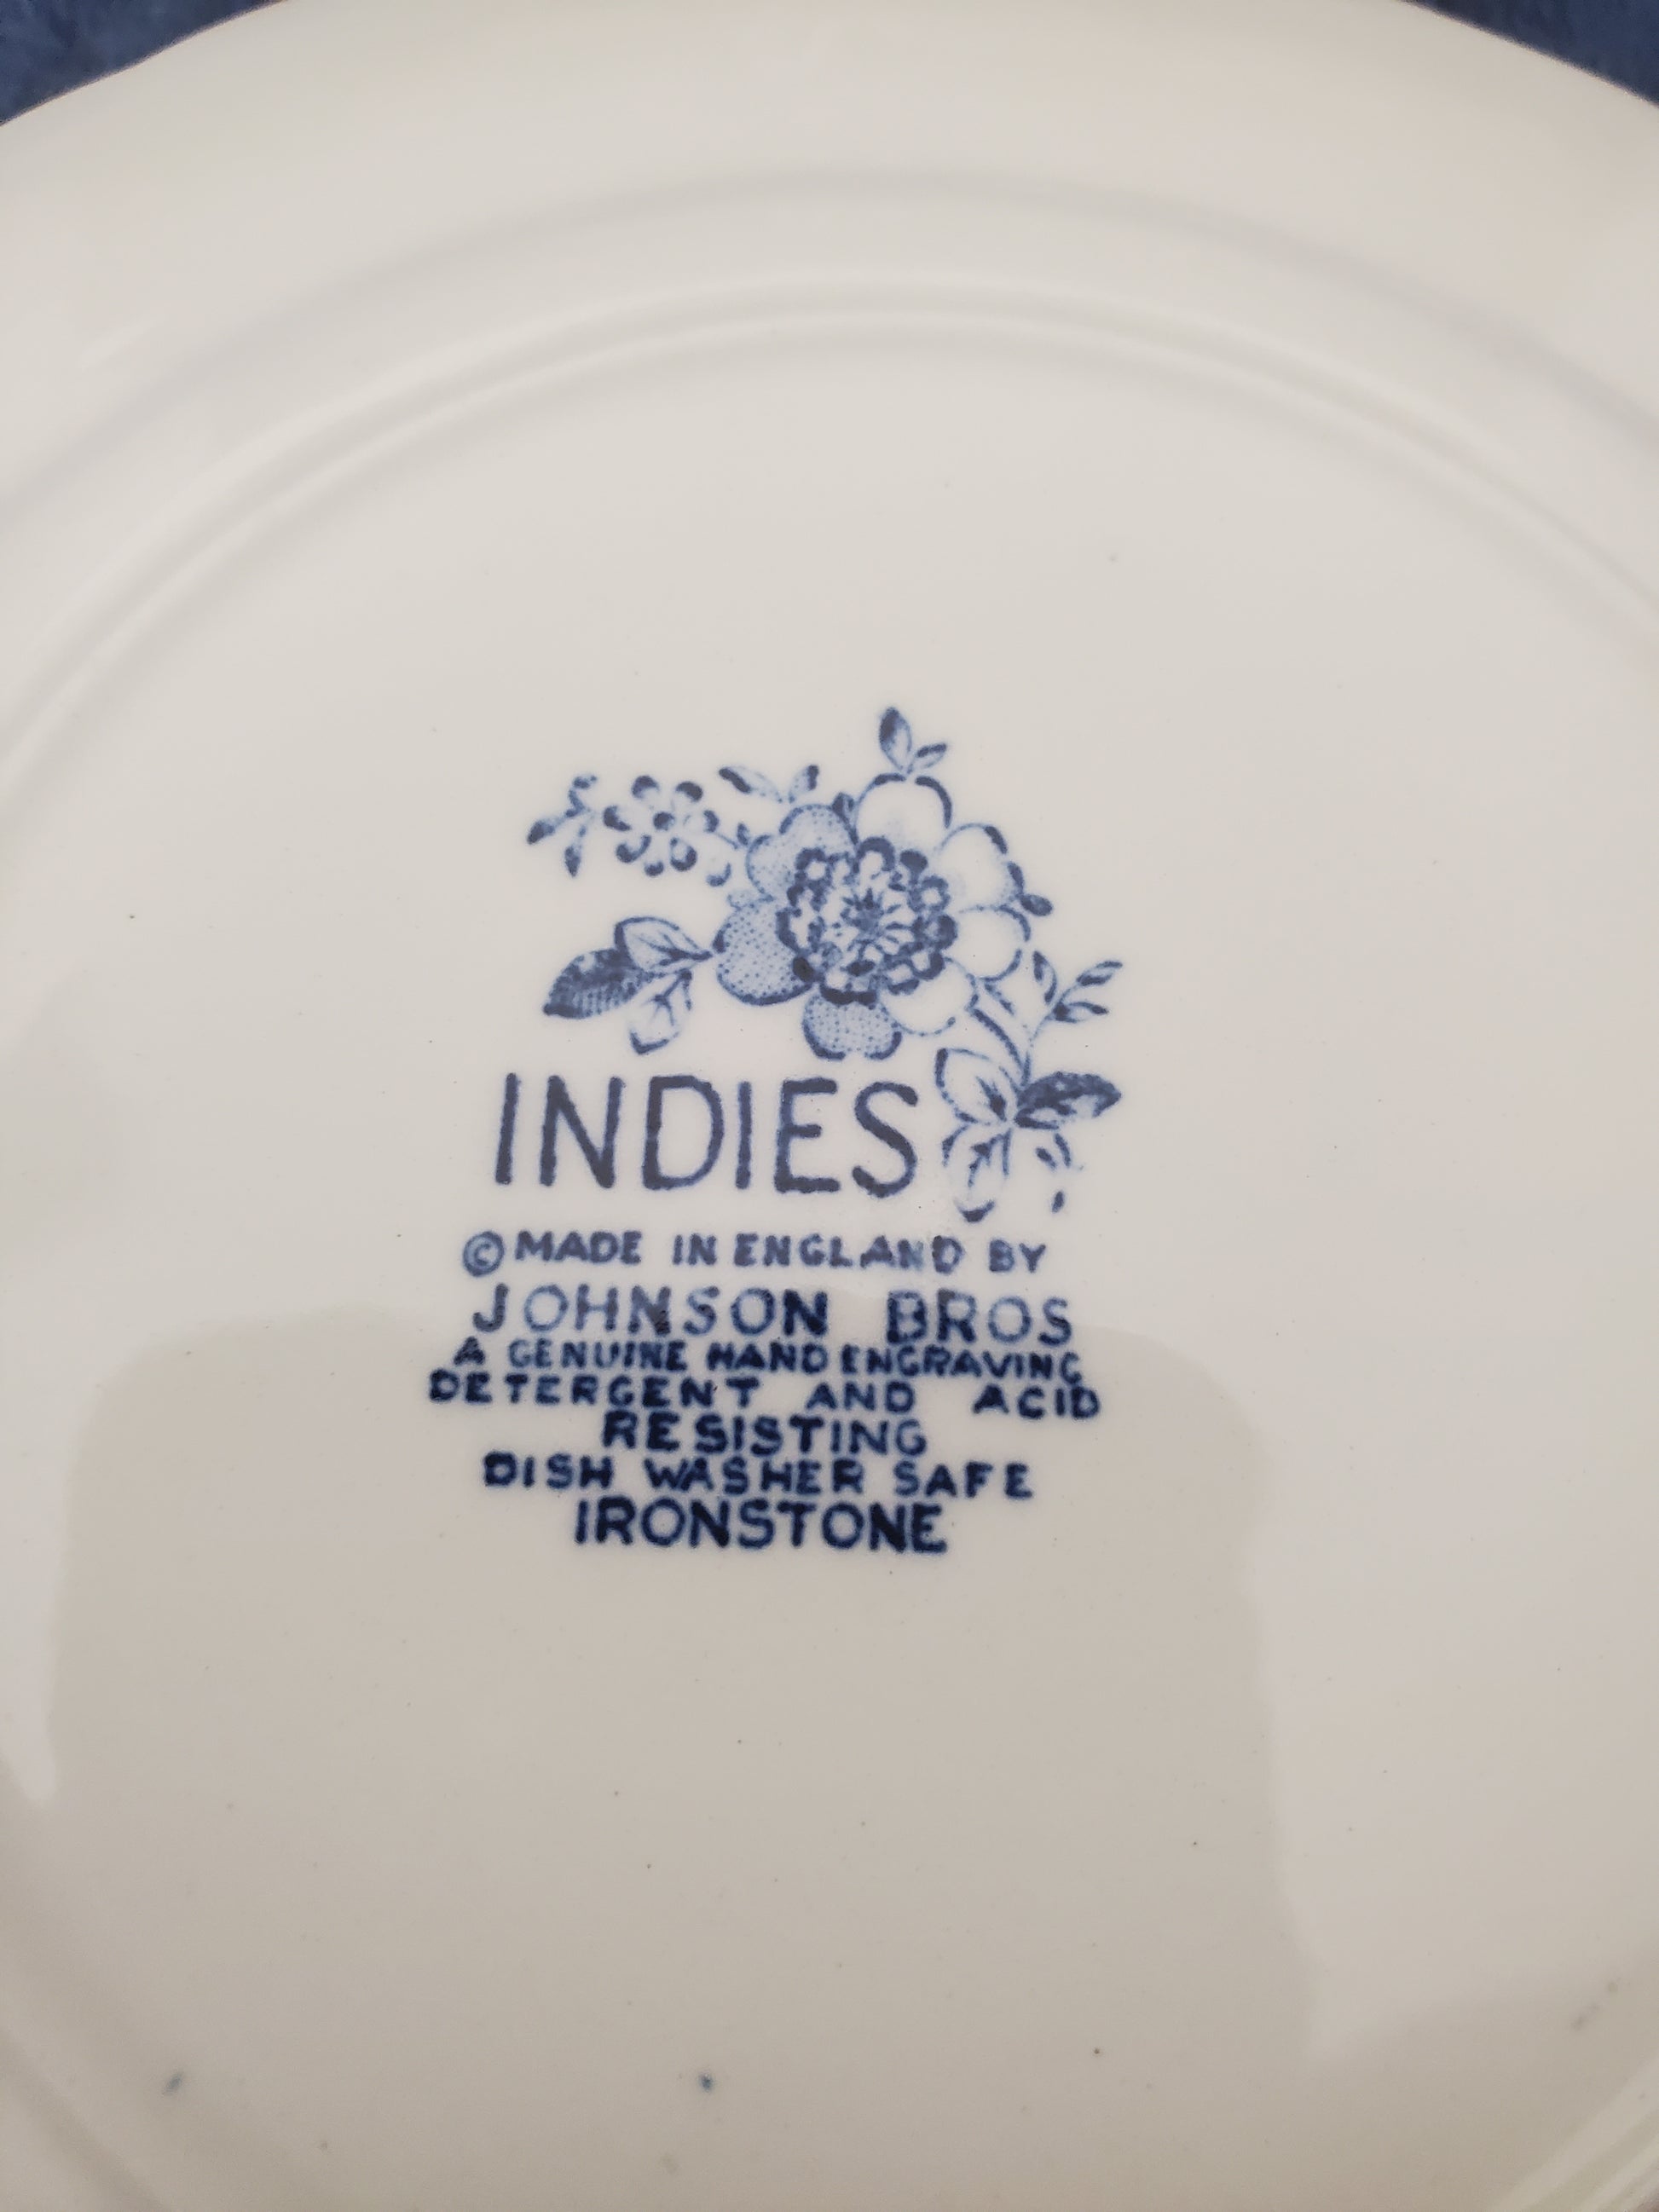 INDIES
© MADE IN ENGLAND BY
JOHNSON BROS
A GENUINE HAND ENGRAVING
DETERGENT AND ACID
RESISTING
DISH WASHER SAFE
IRONSTONE